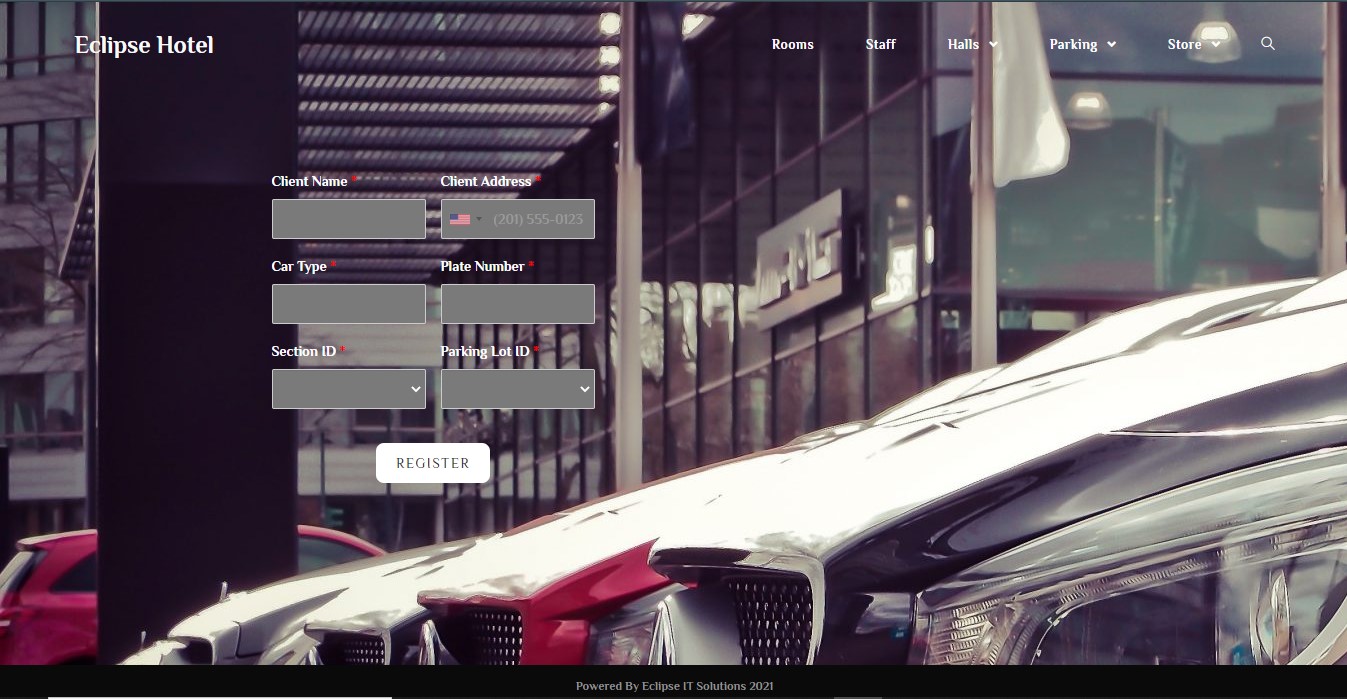 Eclipse Hotel Rooms Staff Halls Parking Store
Client Name * Client Address *
(201) 555-0123
Car Type * Plate Number *
Section ID * Parking Lot ID *
REGISTER
Powered By Eclipse IT Solutions 2021